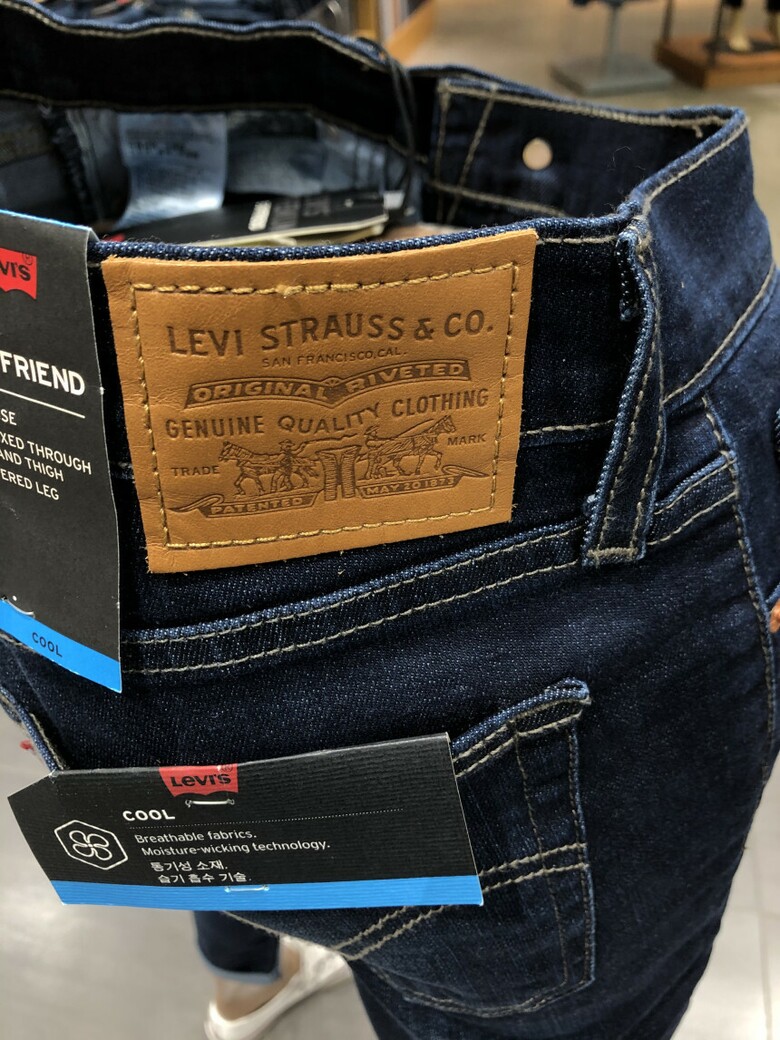 LEVI STRAUSS & CO.
SAN FRANCISCO, CAL.
ORIGINAL RIVETED
GENUINE QUALITY CLOTHING
TRADE MARK
PATENTED MAY 20 1873
VI'S
FRIEND
SE
XED THROUGH
AND THIGH
ERED LEG
COOL
Levi's
COOL
Breathable fabrics.
Moisture-wicking technology.
통기성 소재.
습기 흡수 기술.